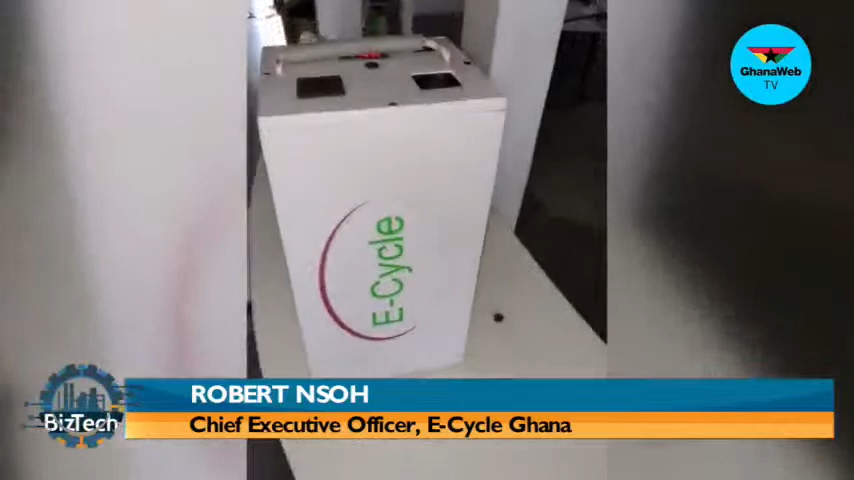 GhanaWeb
TV
E-Cycle
ROBERT NSOH
BizTech
Chief Executive Officer, E-Cycle Ghana